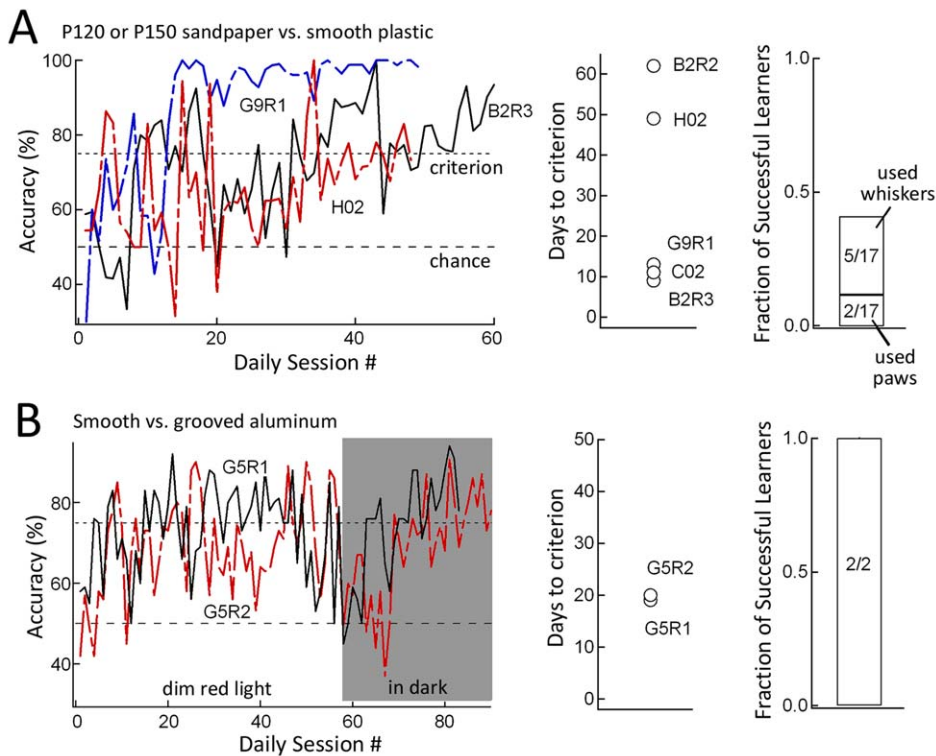 A
P120 or P150 sandpaper vs. smooth plastic
100
80
60
40
Accuracy (%)
G9R1
B2R3
criterion
H02
chance
0
20
40
60
Daily Session #
Days to criterion
60
50
40
30
20
10
0
B2R2
H02
G9R1
C02
B2R3
Fraction of Successful Learners
1.0
0.5
0.0
used
whiskers
5/17
2/17
used
paws
B
Smooth vs. grooved aluminum
80
60
40
Accuracy (%)
G5R1
G5R2
dim red light
in dark
0
20
40
60
80
Daily Session #
Days to criterion
50
40
30
20
10
0
G5R2
G5R1
Fraction of Successful Learners
1.0
0.5
0.0
2/2